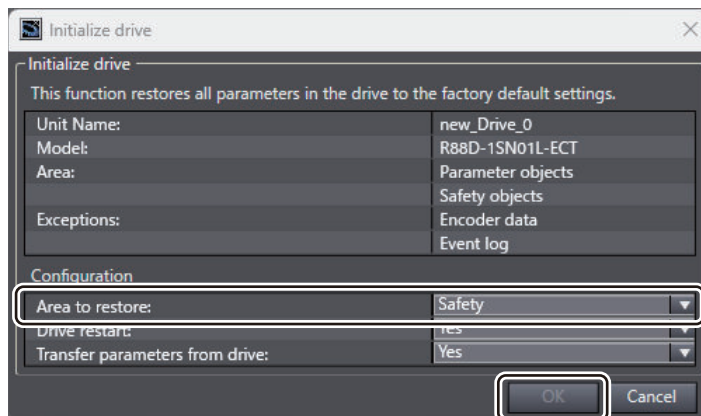 Initialize drive
Initialize drive
This function restores all parameters in the drive to the factory default settings.
Unit Name: new_Drive_0
Model: R88D-1SN01L-ECT
Area: Parameter objects
Safety objects
Exceptions: Encoder data
Event log
Configuration
Area to restore: Safety
Drive restart: Yes
Transfer parameters from drive: Yes
OK Cancel